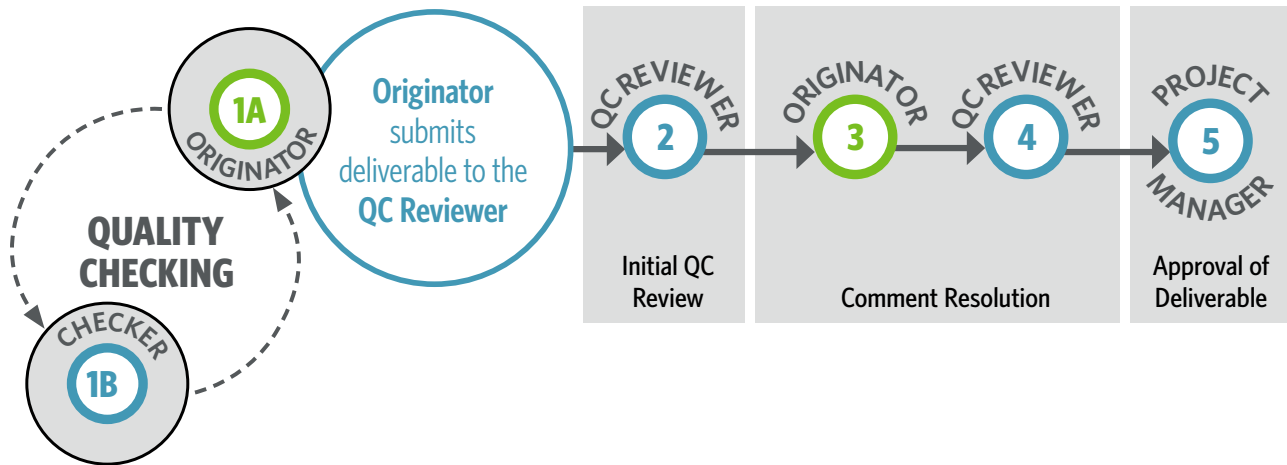 1A
ORIGINATOR
QUALITY
CHECKING
CHECKER
1B
Originator
submits
deliverable to the
QC Reviewer
QC REVIEWER
2
Initial QC
Review
ORIGINATOR
3
QC REVIEWER
4
Comment Resolution
PROJECT
5
MANAGER
Approval of
Deliverable